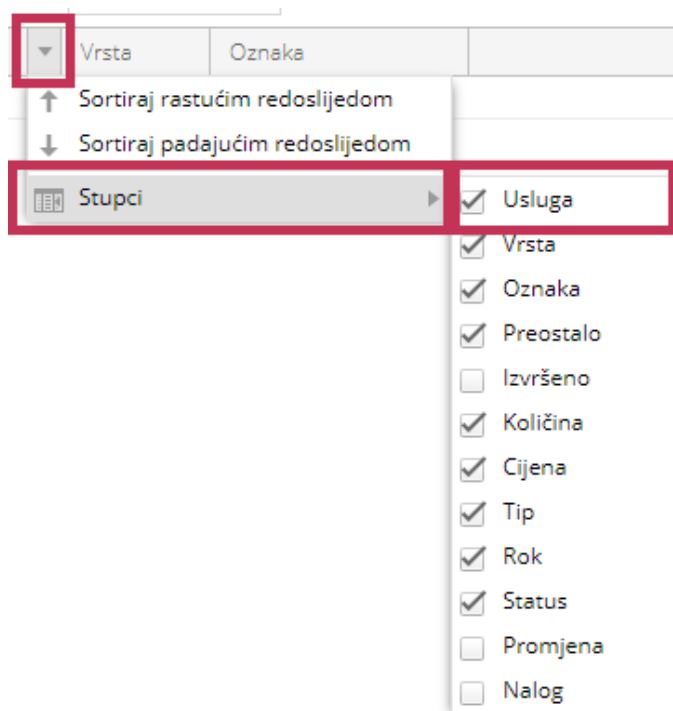 Vrsta Oznaka
Sortiraj rastućim redoslijedom
Sortiraj padajućim redoslijedom
Stupci
Usluga
Vrsta
Oznaka
Preostalo
Izvršeno
Količina
Cijena
Tip
Rok
Status
Promjena
Nalog